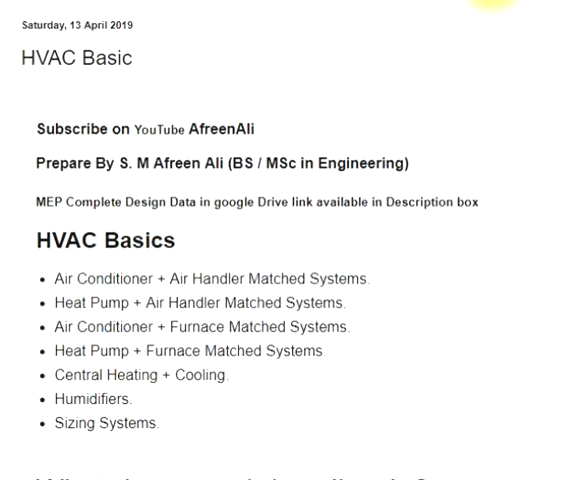 Saturday, 13 April 2019
HVAC Basic
Subscribe on YouTube AfreenAli
Prepare By S. M Afreen Ali (BS / MSc in Engineering)
MEP Complete Design Data in google Drive link available in Description box
HVAC Basics
• Air Conditioner + Air Handler Matched Systems.
• Heat Pump + Air Handler Matched Systems.
• Air Conditioner + Furnace Matched Systems.
• Heat Pump + Furnace Matched Systems
• Central Heating + Cooling.
• Humidifiers.
• Sizing Systems.